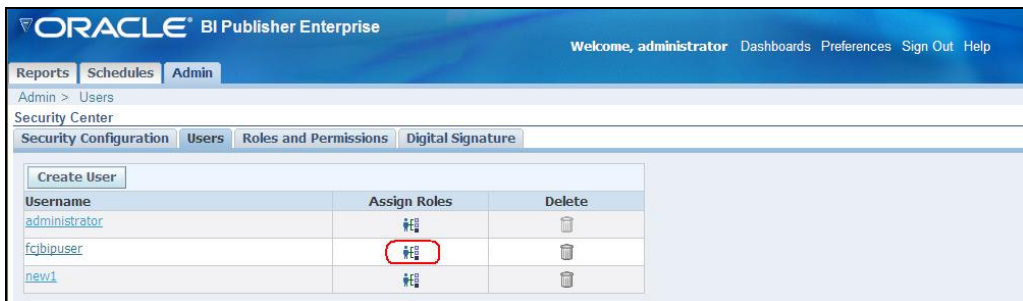 ORACLE BI Publisher Enterprise
Welcome, administrator Dashboards Preferences Sign Out Help
Reports Schedules Admin
Admin > Users
Security Center
Security Configuration Users Roles and Permissions Digital Signature
Create User
Username Assign Roles Delete
administrator
fcjbipuser
new1